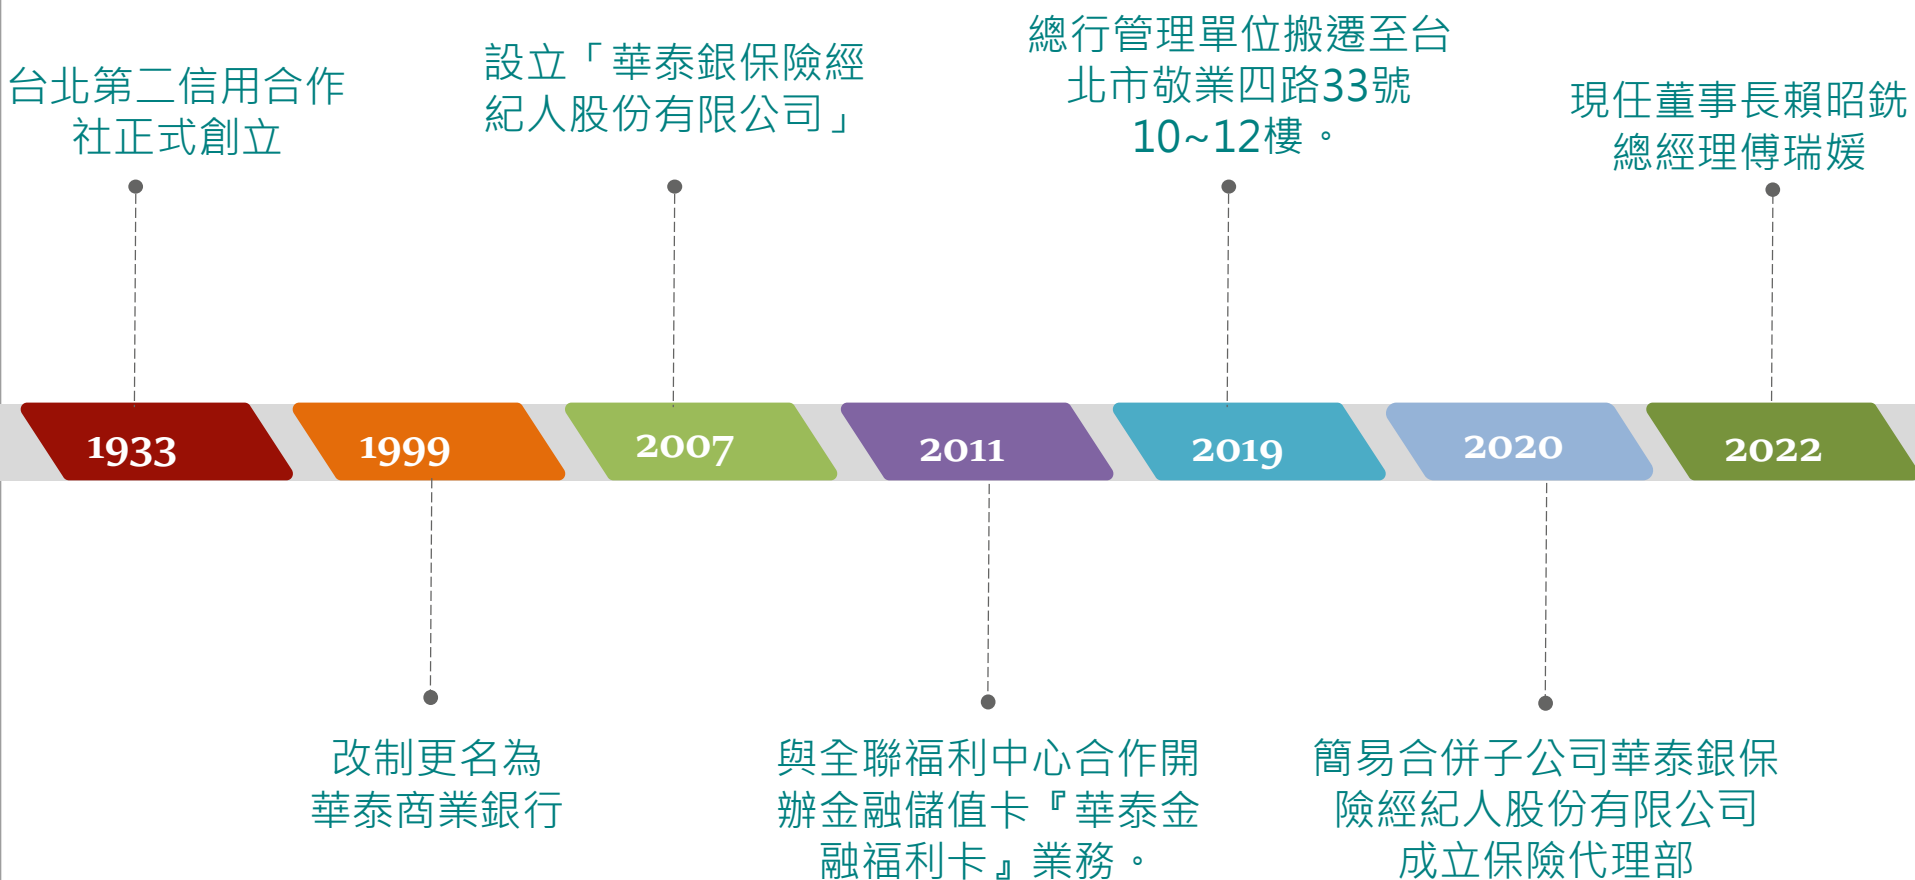 台北第二信用合作
社正式創立
設立「華泰銀保險經
紀人股份有限公司」
總行管理單位搬遷至台
北市敬業四路33號
10~12樓。
現任董事長賴昭銑
總經理傅瑞媛
1933
1999
2007
2011
2019
2020
2022
改制更名為
華泰商業銀行
與全聯福利中心合作開
辦金融儲值卡『華泰金
融福利卡』業務。
簡易合併子公司華泰銀保
險經紀人股份有限公司
成立保險代理部